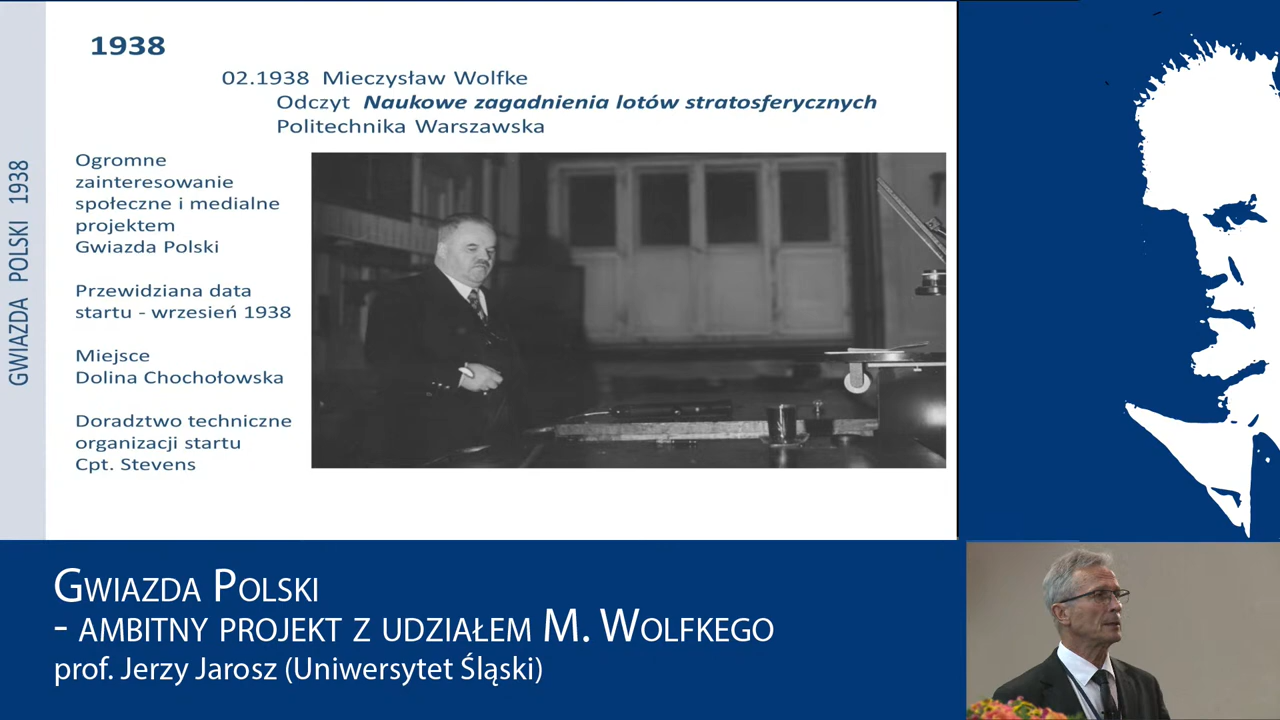 1938
02.1938 Mieczysław Wolfke
Odczyt Naukowe zagadnienia lotów stratosferycznych
Politechnika Warszawska
Ogromne
zainteresowanie
społeczne i medialne
projektem
Gwiazda Polski
Przewidziana data
startu - wrzesień 1938
Miejsce
Dolina Chochołowska
Doradztwo techniczne
organizacji startu
Cpt. Stevens
GWIAZDA POLSKI 1938
Gwiazda Polski
- ambitny projekt z udziałem M. Wolfkego
prof. Jerzy Jarosz (Uniwersytet Śląski)